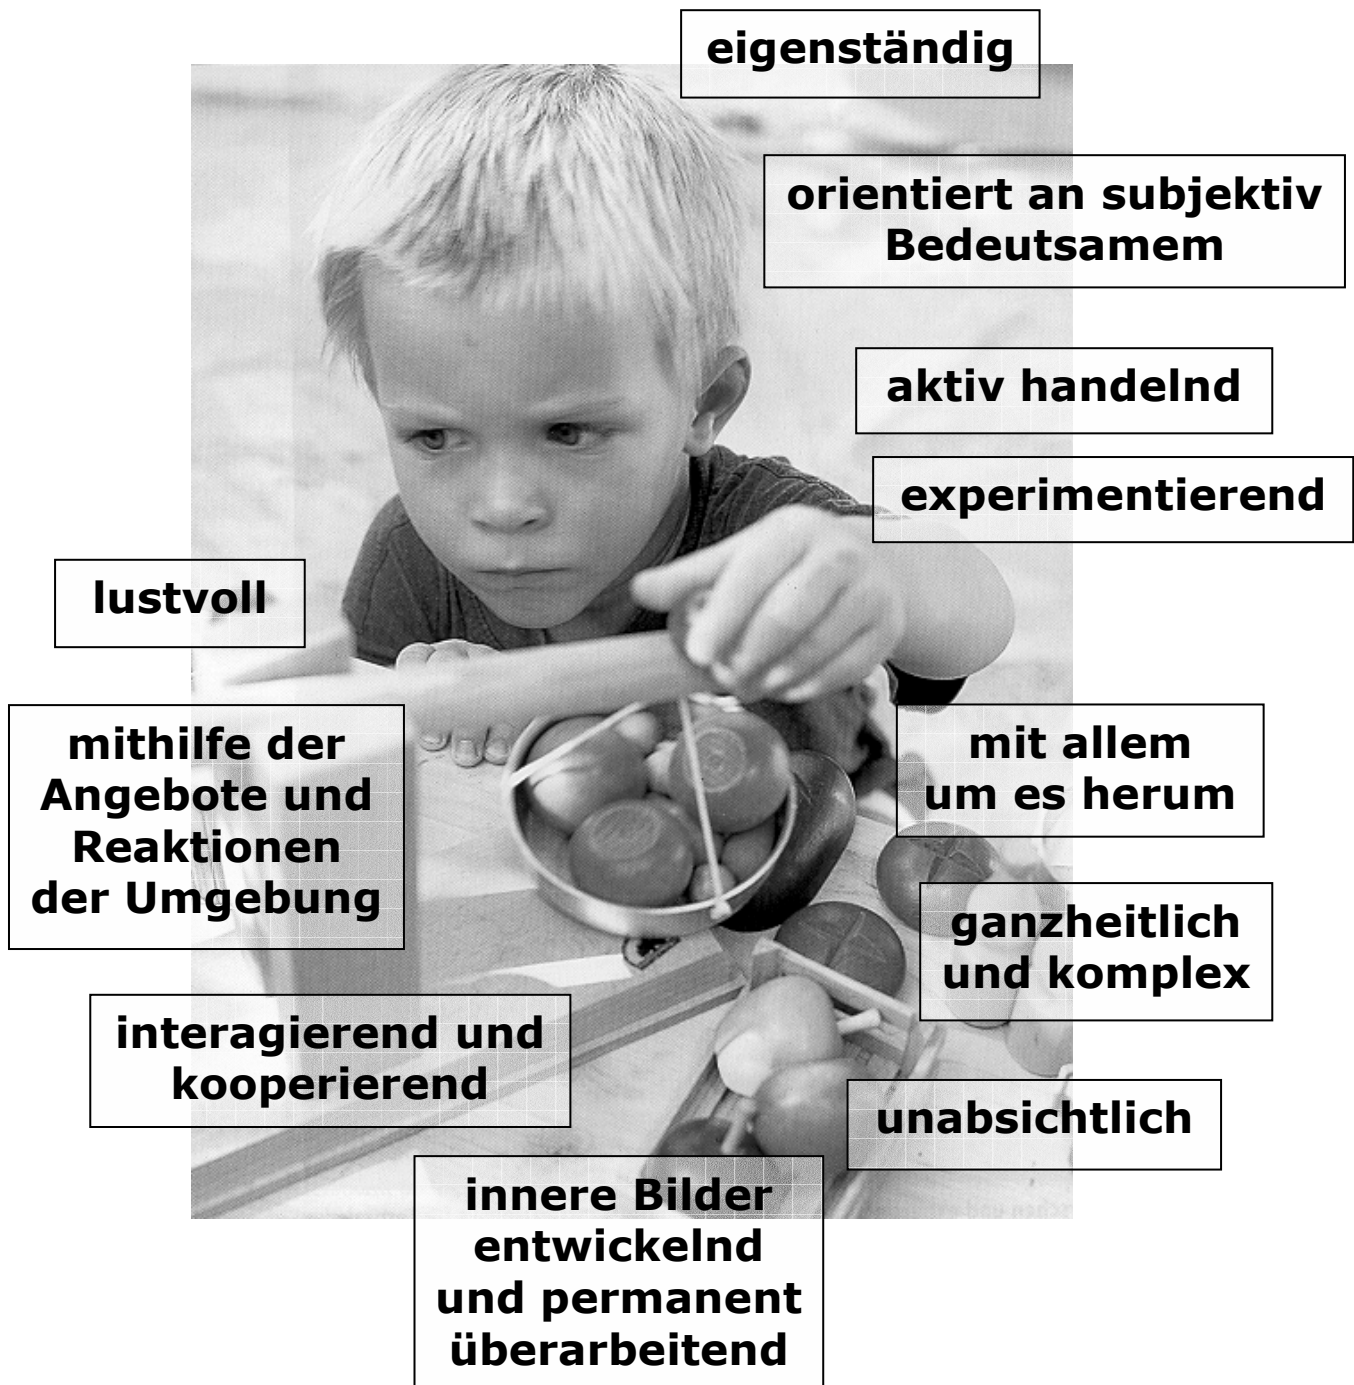 eigenständig
orientiert an subjektiv
Bedeutsamem
aktiv handelnd
experimentierend
lustvoll
mithilfe der
Angebote und
Reaktionen
der Umgebung
mit allem
um es herum
ganzheitlich
und komplex
interagierend und
kooperierend
unabsichtlich
innere Bilder
entwickelnd
und permanent
überarbeitend